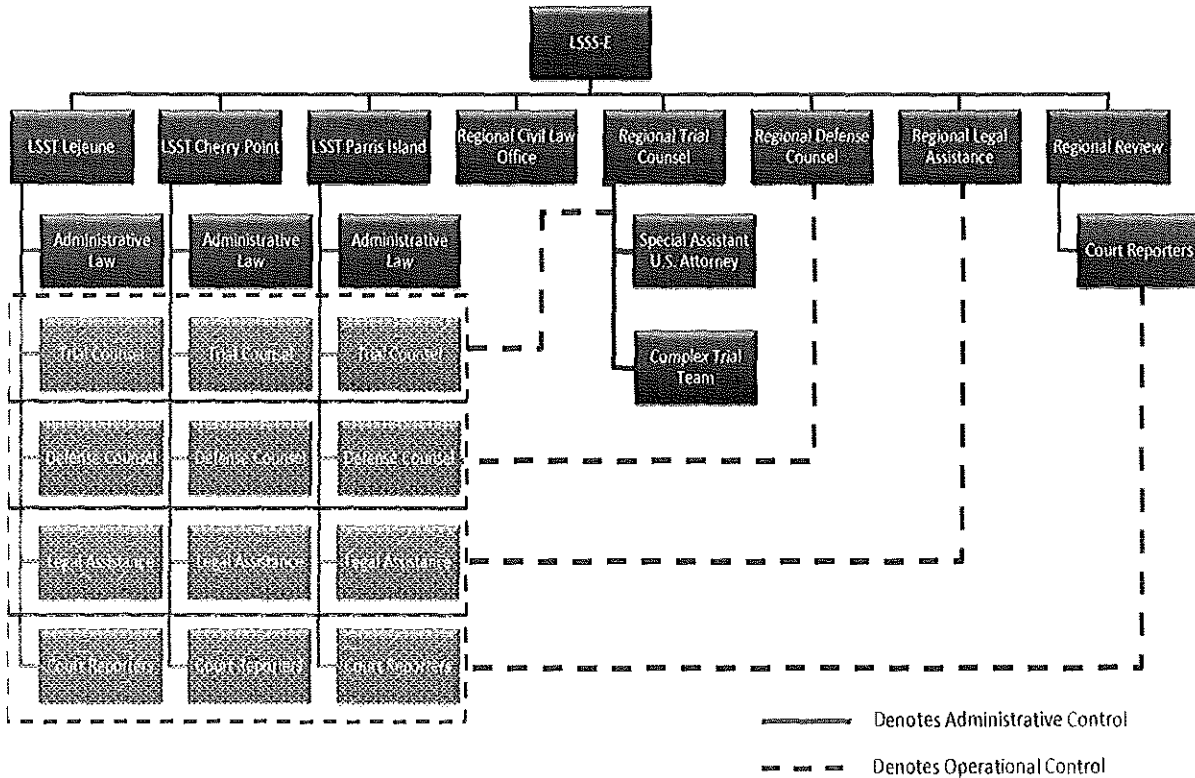 LSSS-E
LSST Lejeune
LSST Cherry Point
LSST Parris Island
Regional Civil Law
Office
Regional Trial
Counsel
Regional Defense
Counsel
Regional Legal
Assistance
Regional Review
Administrative
Law
Administrative
Law
Administrative
Law
Special Assistant
U.S. Attorney
Court Reporters
Trial Counsel
Trial Counsel
Trial Counsel
Complex Trial
Team
Defense Counsel
Defense Counsel
Defense Counsel
Legal Assistance
Legal Assistance
Legal Assistance
Court Reporters
Court Reporters
Court Reporters
Denotes Administrative Control
Denotes Operational Control